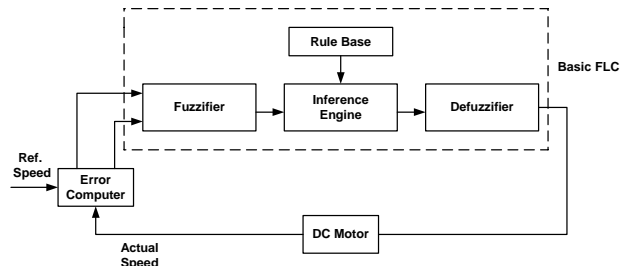 Rule Base
Basic FLC
Fuzzifier
Inference
Engine
Defuzzifier
Ref.
Speed
Error
Computer
DC Motor
Actual
Speed